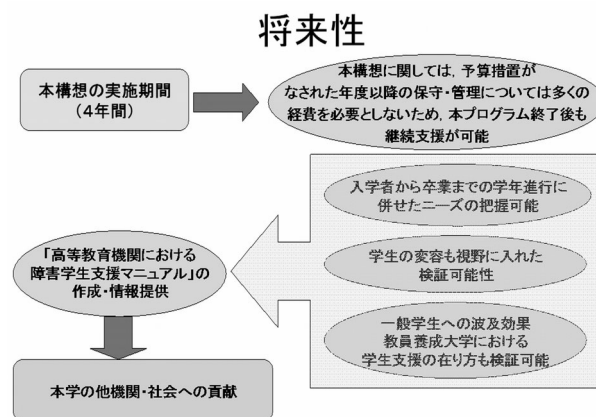 将来性
本構想の実施期間
（4年間）
本構想に関しては，予算措置が
なされた年度以降の保守・管理については多くの
経費を必要としないため，本プログラム終了後も
継続支援が可能
入学者から卒業までの学年進行に
併せたニーズの把握可能
学生の変容も視野に入れた
検証可能性
一般学生への波及効果
教員養成大学における
学生支援の在り方も検証可能
「高等教育機関における
障害学生支援マニュアル」の
作成・情報提供
本学の他機関・社会への貢献